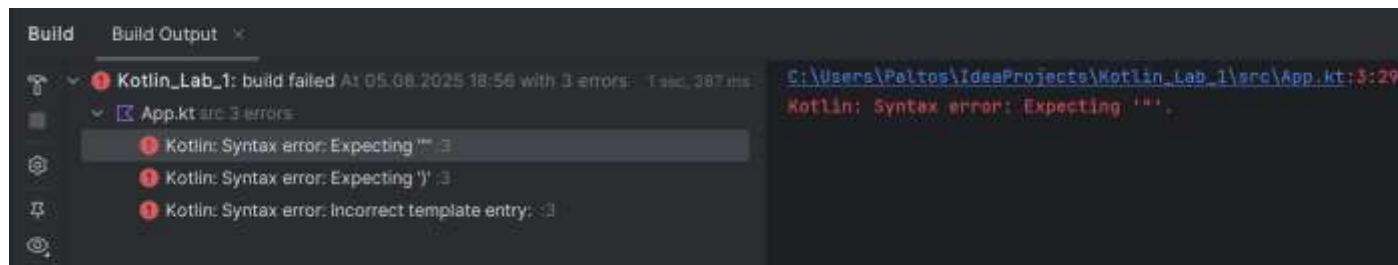 Build Build Output ×
Kotlin_Lab_1: build failed At 05.08.2025 18:56 with 3 errors 1 sec, 387 ms
App.kt src 3 errors
Kotlin: Syntax error: Expecting '"' :3
Kotlin: Syntax error: Expecting ')' :3
Kotlin: Syntax error: Incorrect template entry: :3
C:\Users\Paltos\IdeaProjects\Kotlin_Lab_1\src\App.kt:3:29
Kotlin: Syntax error: Expecting '"'.